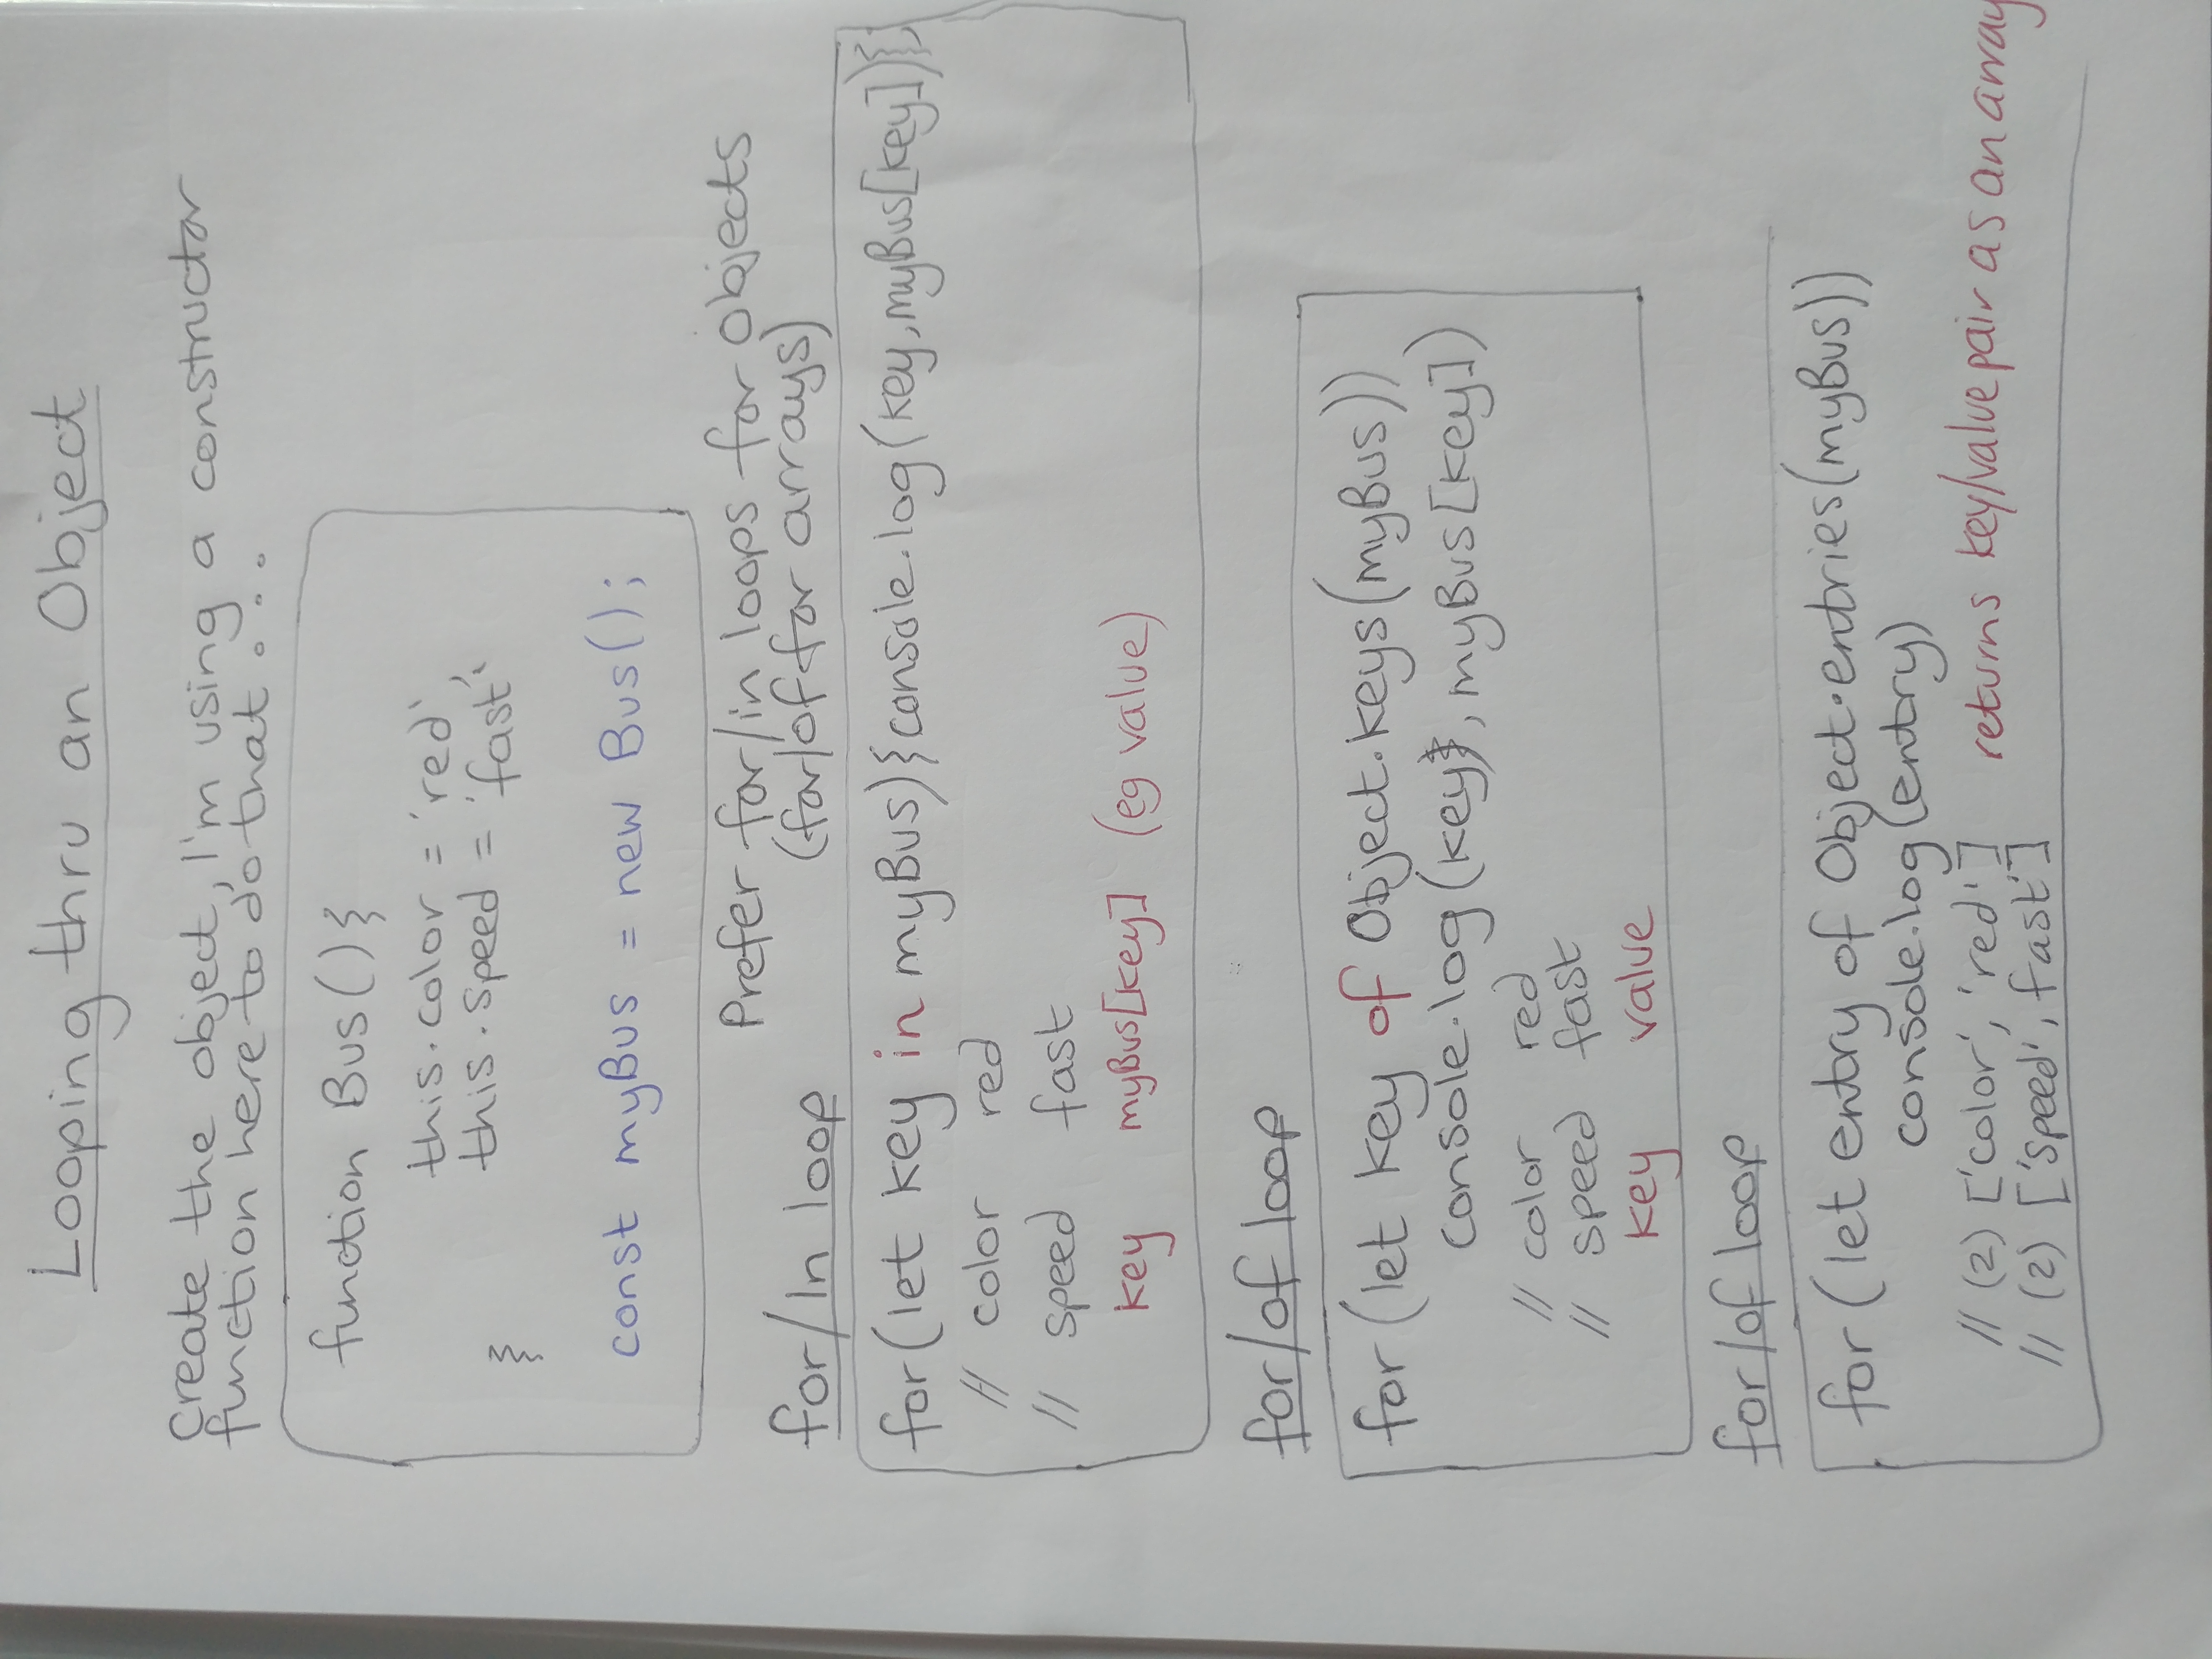 Looping thru an Object
Create the object, I'm using a constructor
function here to do that...
function Bus(){
this.color = 'red'
this.speed = 'fast';
}
const myBus = new Bus();
Prefer for/in loops for objects
for/In loop (for/of for arrays)
for(let key in myBus){console.log(key,myBus[key])};
// color red
// speed fast
key myBus[key] (eg value)
for/of loop
for (let key of Object.keys(myBus))
console.log(key, myBus[key])
// color red
// speed fast
key value
for/of loop
for (let entry of Object.entries(myBus))
console.log(entry)
// (2) ['color', 'red']
// (2) ['speed', fast'] returns key/value pair as an array